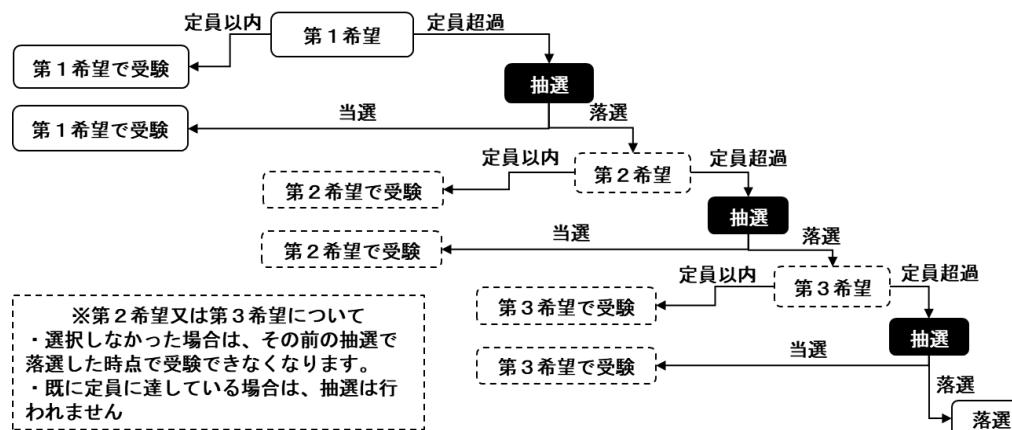 定員以内
第１希望
定員超過
第１希望で受験
抽選
第１希望で受験
当選
落選
定員以内
第２希望
定員超過
第２希望で受験
抽選
第２希望で受験
当選
落選
定員以内
第３希望
定員超過
第３希望で受験
抽選
第３希望で受験
当選
落選
落選
※第２希望又は第３希望について
・選択しなかった場合は、その前の抽選で
落選した時点で受験できなくなります。
・既に定員に達している場合は、抽選は行
われません